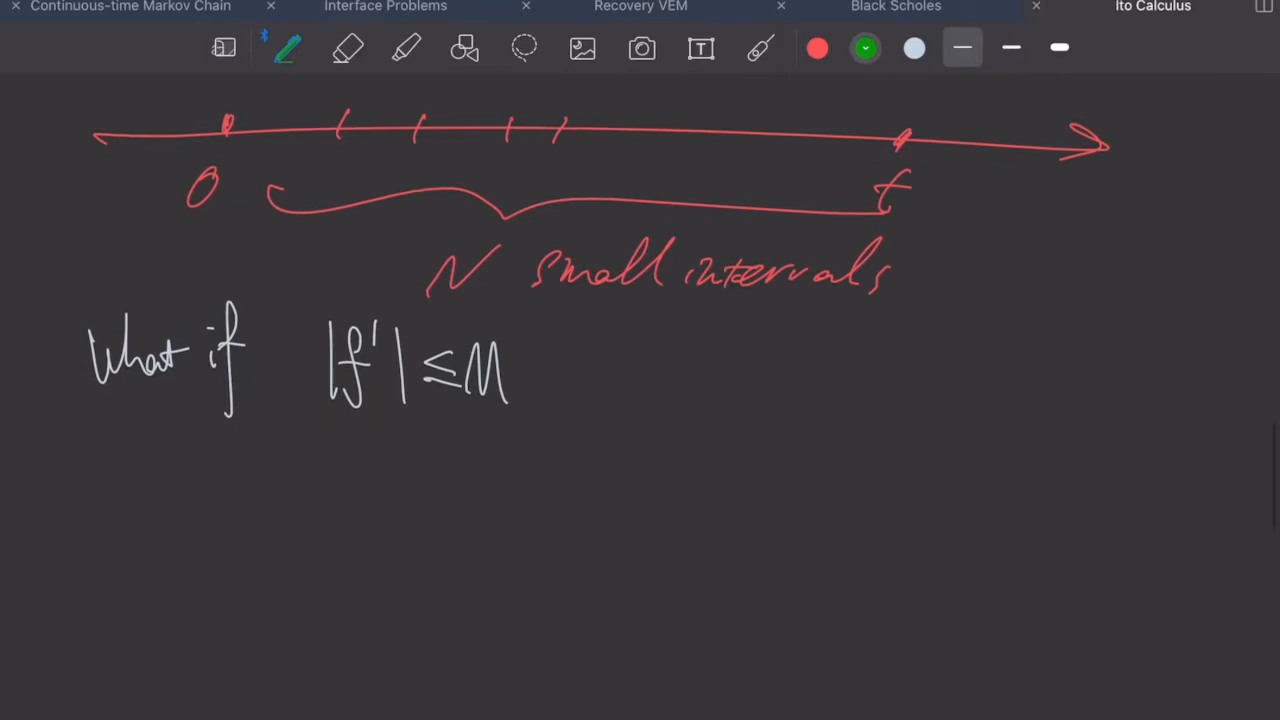 Continuous-time Markov Chain Interface Problems Recovery VEM Black Scholes Ito Calculus
T
0 t
N small intervals
What if |f'| ≤ M